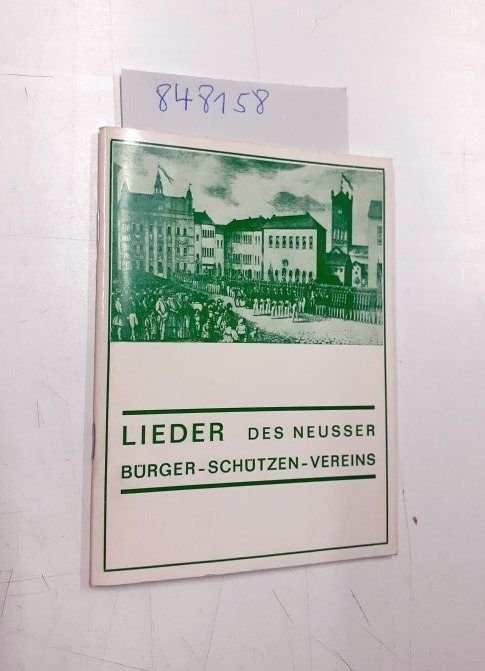 848158
LIEDER DES NEUSSER
BÜRGER-SCHÜTZEN-VEREINS